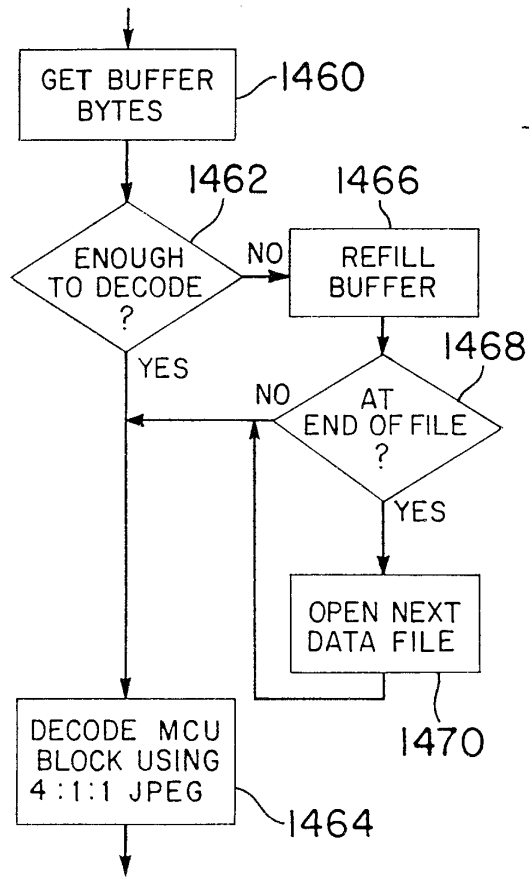 GET BUFFER
BYTES
1460
1462
ENOUGH
TO DECODE
?
NO
YES
1466
REFILL
BUFFER
1468
AT
END OF FILE
?
NO
YES
OPEN NEXT
DATA FILE
1470
DECODE MCU
BLOCK USING
4:1:1 JPEG
1464